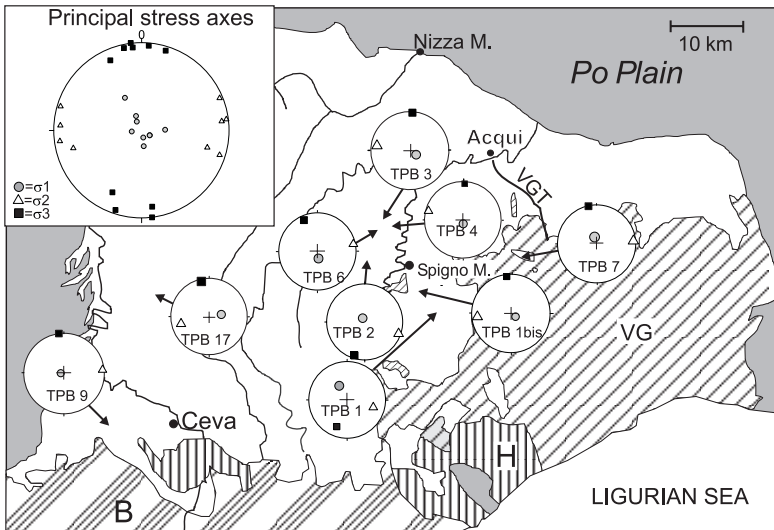 Principal stress axes
0
=σ1
=σ2
=σ3
10 km
Nizza M.
Po Plain
Acqui
TPB 3
VGT
TPB 4
TPB 7
TPB 6
Spigno M.
TPB 17
TPB 2
TPB 1bis
VG
TPB 9
TPB 1
Ceva
H
B
LIGURIAN SEA